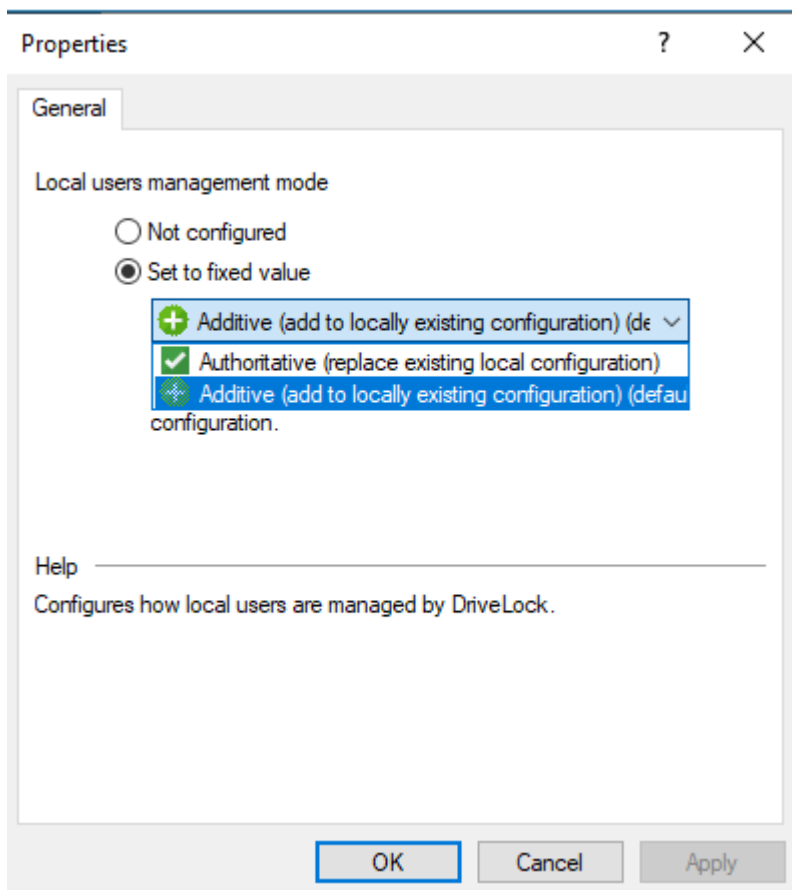 Properties
?
General
Local users management mode
Not configured
Set to fixed value
Additive (add to locally existing configuration) (de
Authoritative (replace existing local configuration)
Additive (add to locally existing configuration) (defau
configuration.
Help
Configures how local users are managed by DriveLock.
OK Cancel Apply